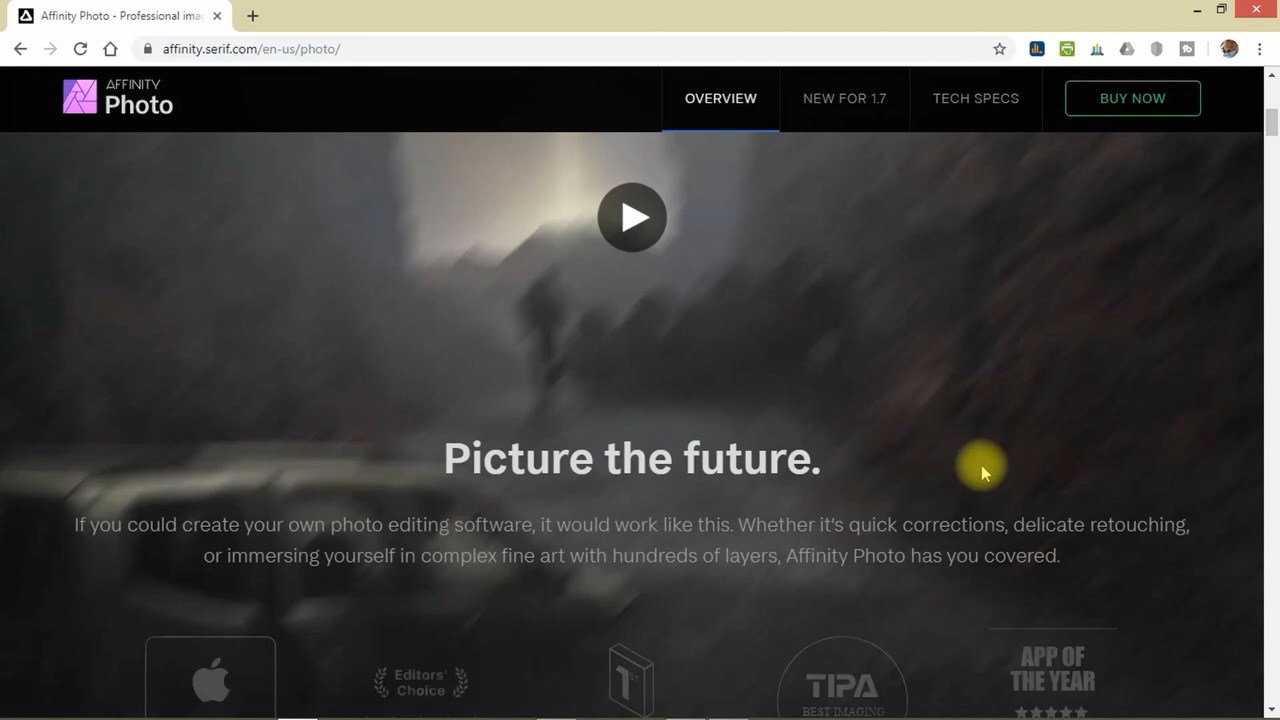 Affinity Photo - Professional ima
affinity.serif.com/en-us/photo/
AFFINITY
Photo
OVERVIEW
NEW FOR 1.7
TECH SPECS
BUY NOW
Picture the future.
If you could create your own photo editing software, it would work like this. Whether it's quick corrections, delicate retouching,
or immersing yourself in complex fine art with hundreds of layers, Affinity Photo has you covered.
Editors'
Choice
1ST
TIPA
BEST IMAGING
APP OF
THE YEAR